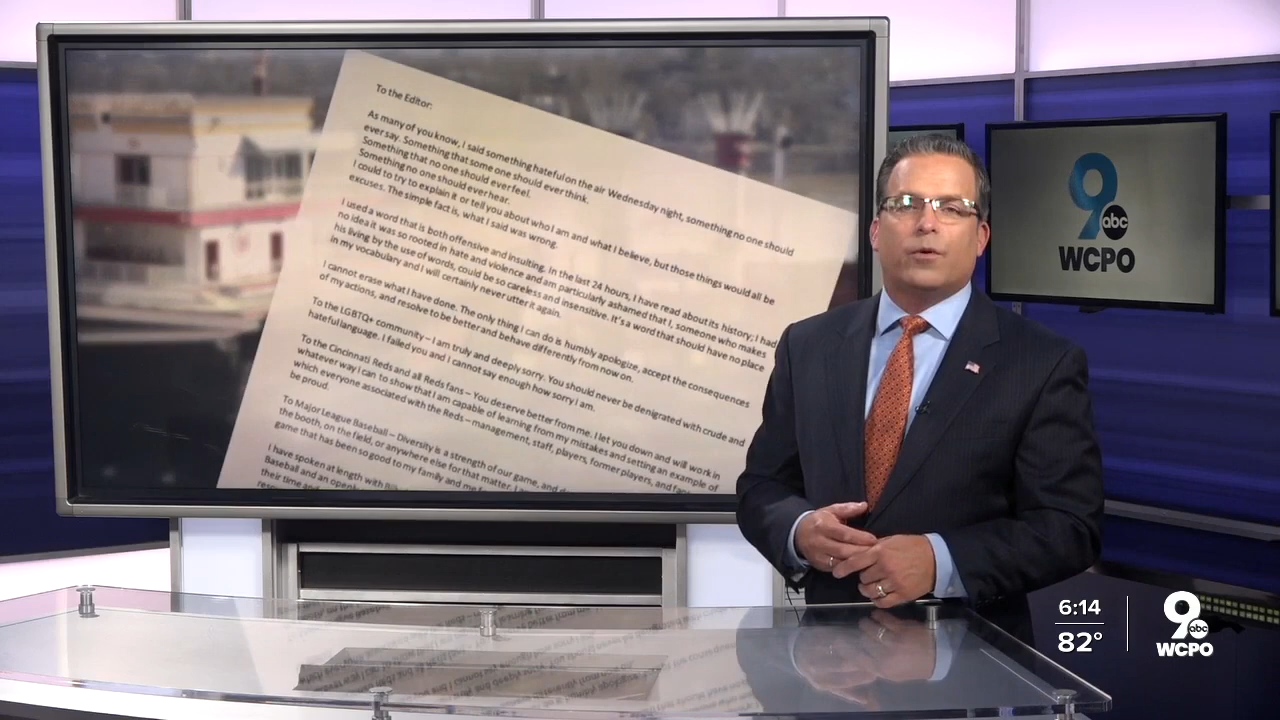 To the Editor:
As many of you know, I said something hateful on the air Wednesday night, something no one should
ever say. Something that some one should ever think.
Something that no one should ever feel.
Something no one should ever hear.
I could to try to explain it or tell you about who I am and what I believe, but those things would all be
excuses. The simple fact is, what I said was wrong.
I used a word that is both offensive and insulting. In the last 24 hours, I have read about its history; I had
no idea it was so rooted in hate and violence and am particularly ashamed that I, someone who makes
his living by the use of words, could be so careless and insensitive. It's a word that should have no place
in my vocabulary and I will certainly never utter it again.
I cannot erase what I have done. The only thing I can do is humbly apologize, accept the consequences
of my actions, and resolve to be better and behave differently from now on.
To the LGBTQ+ community – I am truly and deeply sorry. You should never be denigrated with crude and
hateful language. I failed you and I cannot say enough how sorry I am.
To the Cincinnati Reds and all Reds fans – You deserve better from me. I let you down and will work in
whatever way I can to show that I am capable of learning from my mistakes and setting an example of
which everyone associated with the Reds – management, staff, players, former players, and fans
be proud.
To Major League Baseball – Diversity is a strength of our game, and
the booth, on the field, or anywhere else for that matter. I
game that has been so good to my family and me
I have spoken at length with
Baseball and an openly
their time and
9
abc
WCPO
6:14
82°
9
abc
WCPO